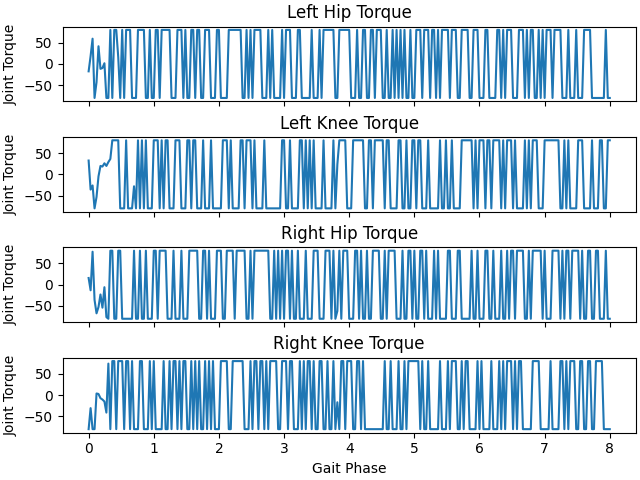 Left Hip Torque
Joint Torque
50
0
−50
Left Knee Torque
Joint Torque
50
0
−50
Right Hip Torque
Joint Torque
50
0
−50
Right Knee Torque
Joint Torque
50
0
−50
0 1 2 3 4 5 6 7 8
Gait Phase